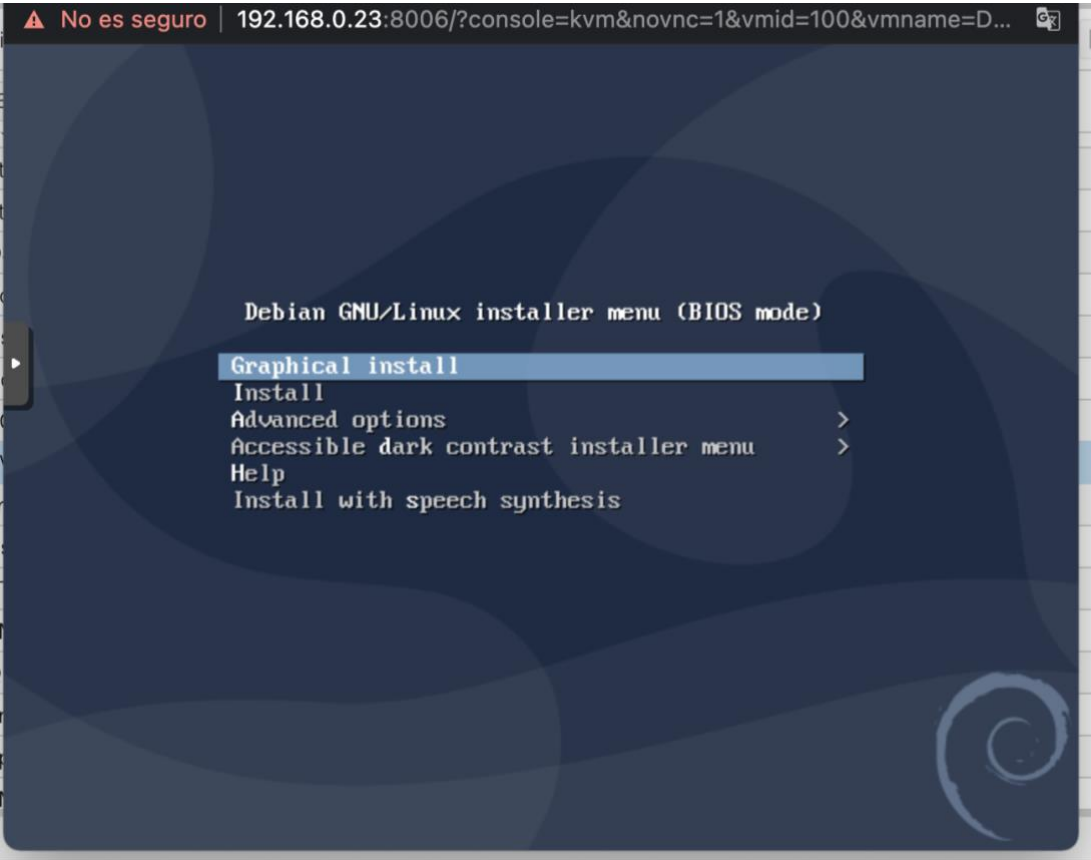 No es seguro | 192.168.0.23:8006/?console=kvm&novnc=1&vmid=100&vmname=D...
Debian GNU/Linux installer menu (BIOS mode)
Graphical install
Install
Advanced options >
Accessible dark contrast installer menu >
Help
Install with speech synthesis